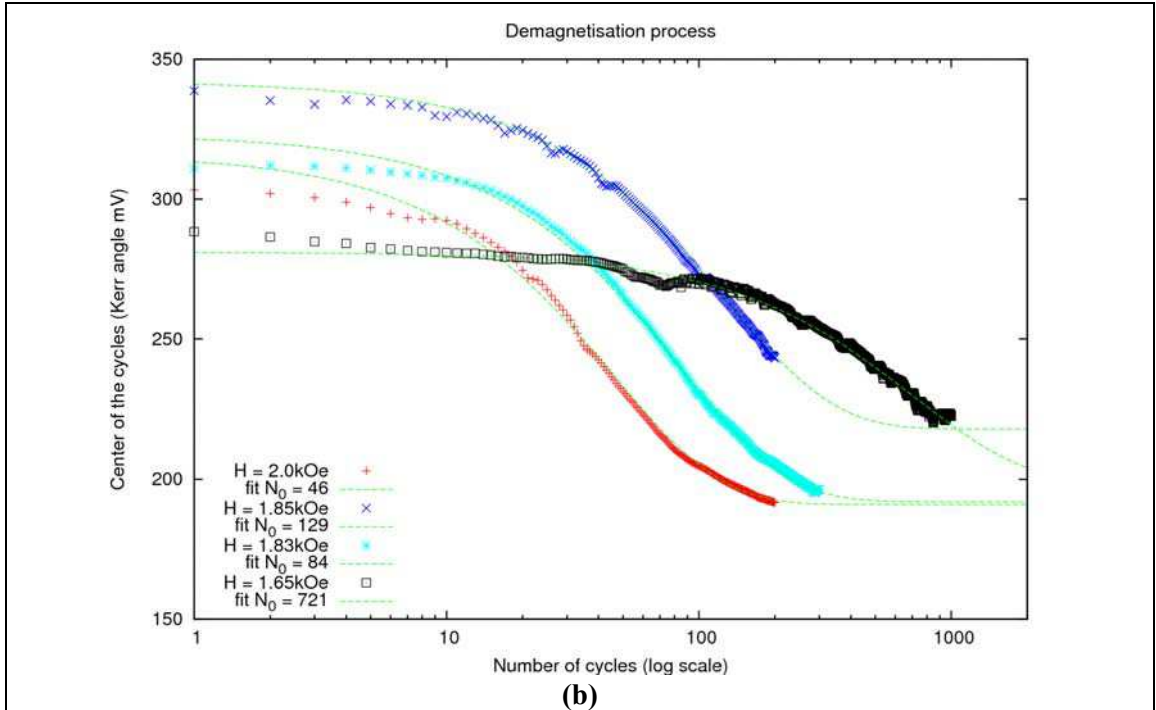 Demagnetisation process
350
300
250
200
150
Center of the cycles (Kerr angle mV)
H = 2.0kOe
fit N₀ = 46
H = 1.85kOe
fit N₀ = 129
H = 1.83kOe
fit N₀ = 84
H = 1.65kOe
fit N₀ = 721
1 10 100 1000
Number of cycles (log scale)
(b)